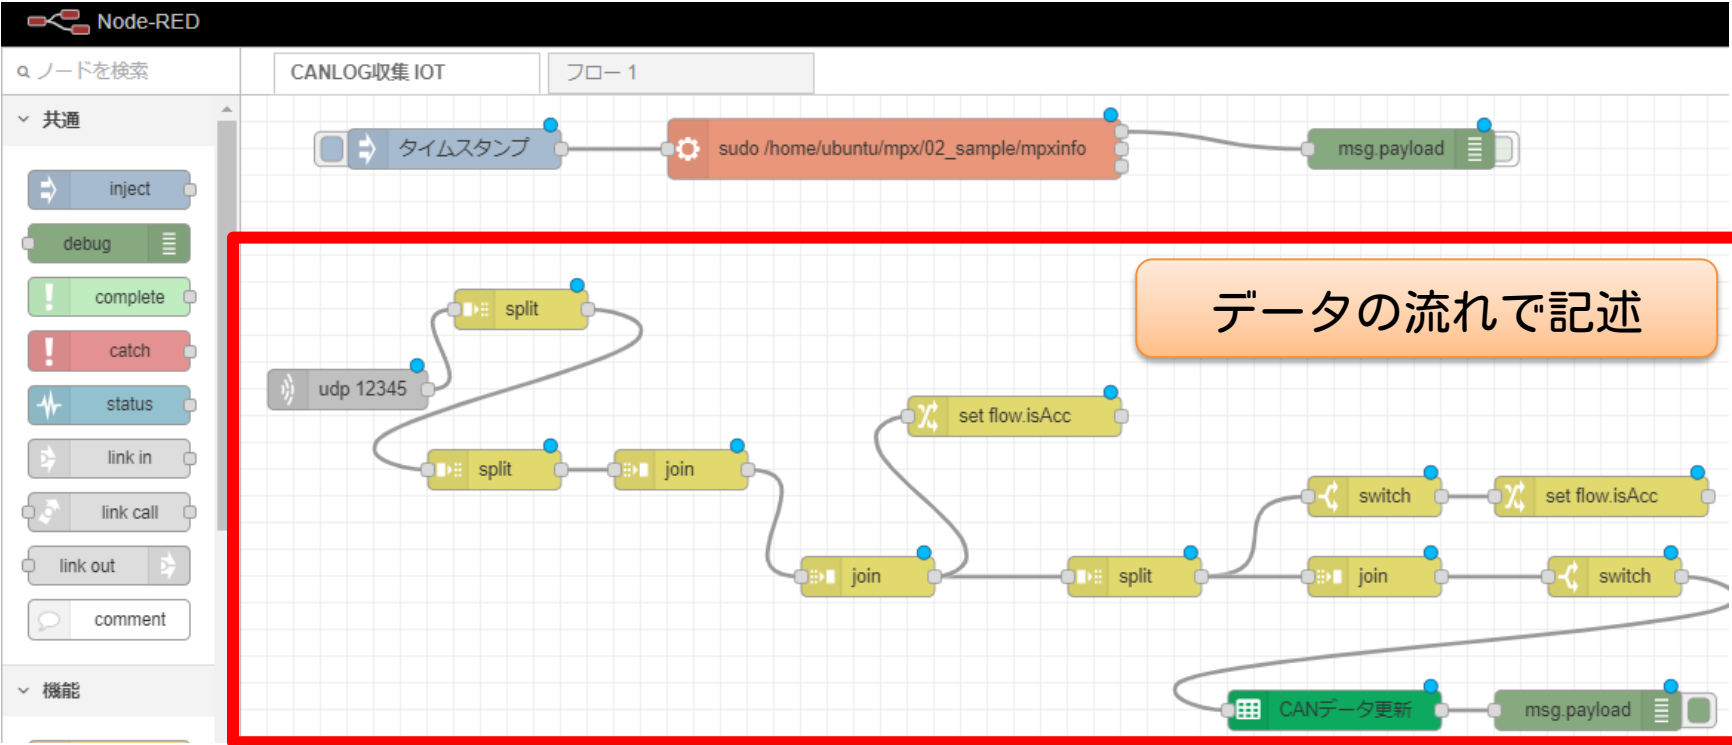 Node-RED
ノードを検索
CANLOG収集 IOT
フロー 1
共通
タイムスタンプ
sudo /home/ubuntu/mpx/02_sample/mpxinfo
msg.payload
inject
debug
complete
catch
status
link in
link call
link out
comment
機能
データの流れで記述
split
udp 12345
set flow.isAcc
split
join
switch
set flow.isAcc
join
split
join
switch
CANデータ更新
msg.payload